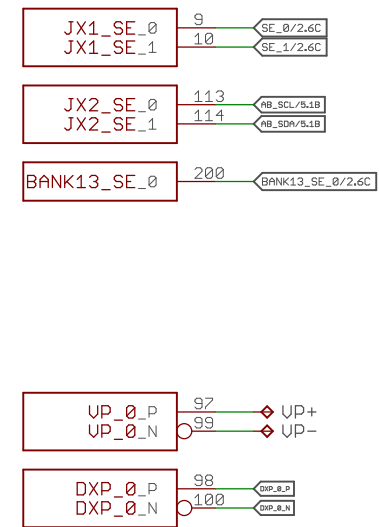 JX1_SE_0 9 SE_0/2.6C
JX1_SE_1 10 SE_1/2.6C
JX2_SE_0 113 AB_SCL/5.1B
JX2_SE_1 114 AB_SDA/5.1B
BANK13_SE_0 200 BANK13_SE_0/2.6C
VP_0_P 97 VP+
VP_0_N 99 VP-
DXP_0_P 98 DXP_0_P
DXP_0_N 100 DXP_0_N